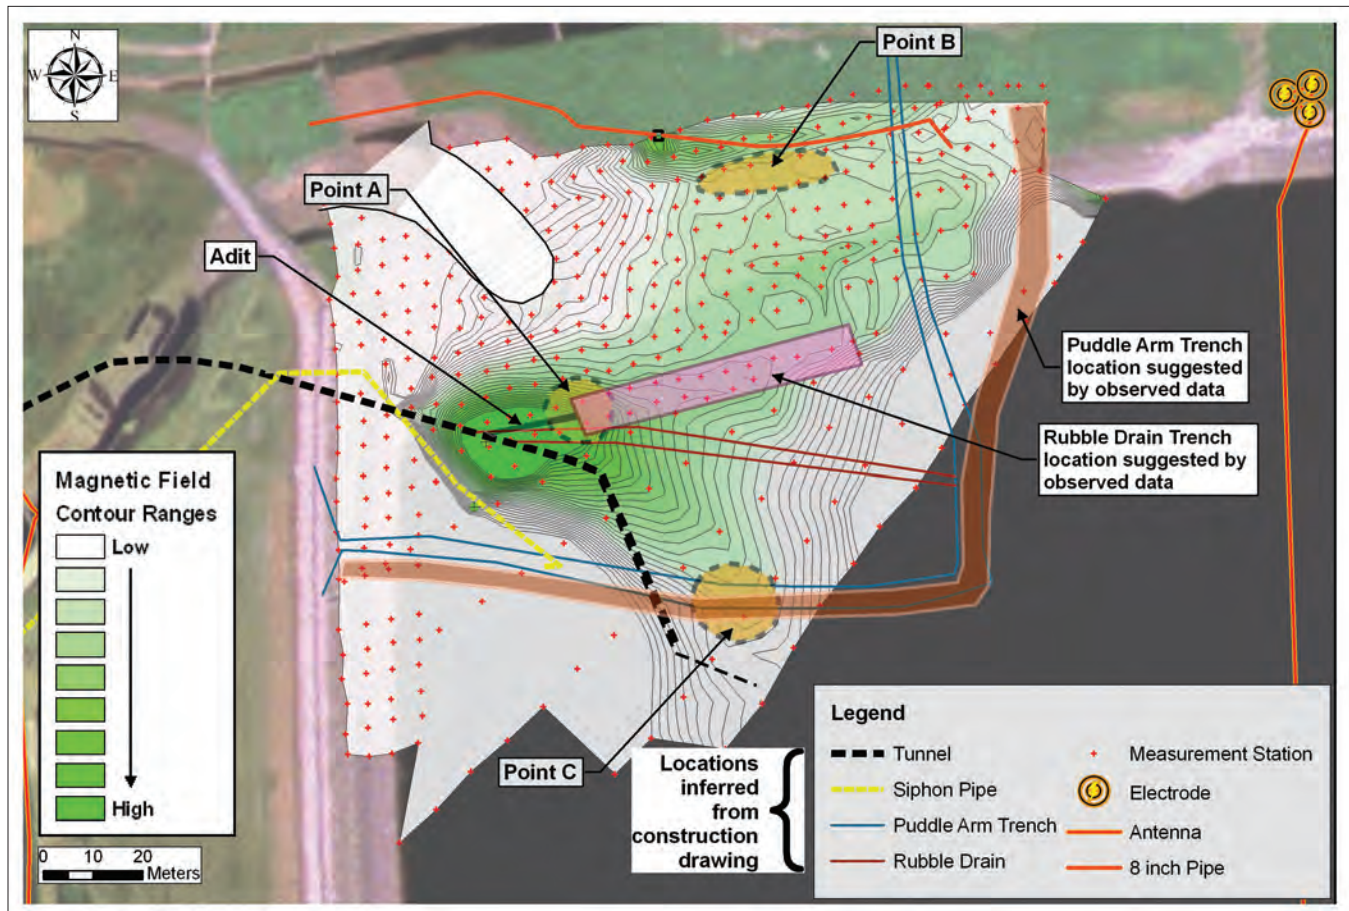 N
W E
S
Point B
Point A
Adit
Puddle Arm Trench
location suggested
by observed data
Rubble Drain Trench
location suggested by
observed data
Magnetic Field
Contour Ranges
Low
High
0 10 20
Meters
Point C
Locations
inferred
from
construction
drawing
Legend
Tunnel
Siphon Pipe
Puddle Arm Trench
Rubble Drain
Measurement Station
Electrode
Antenna
8 inch Pipe